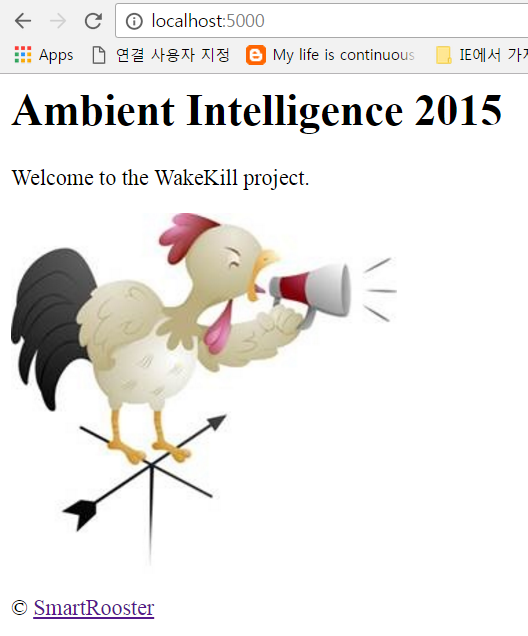 localhost:5000
Apps 연결 사용자 지정 My life is continuous IE에서
Ambient Intelligence 2015
Welcome to the WakeKill project.
© SmartRooster